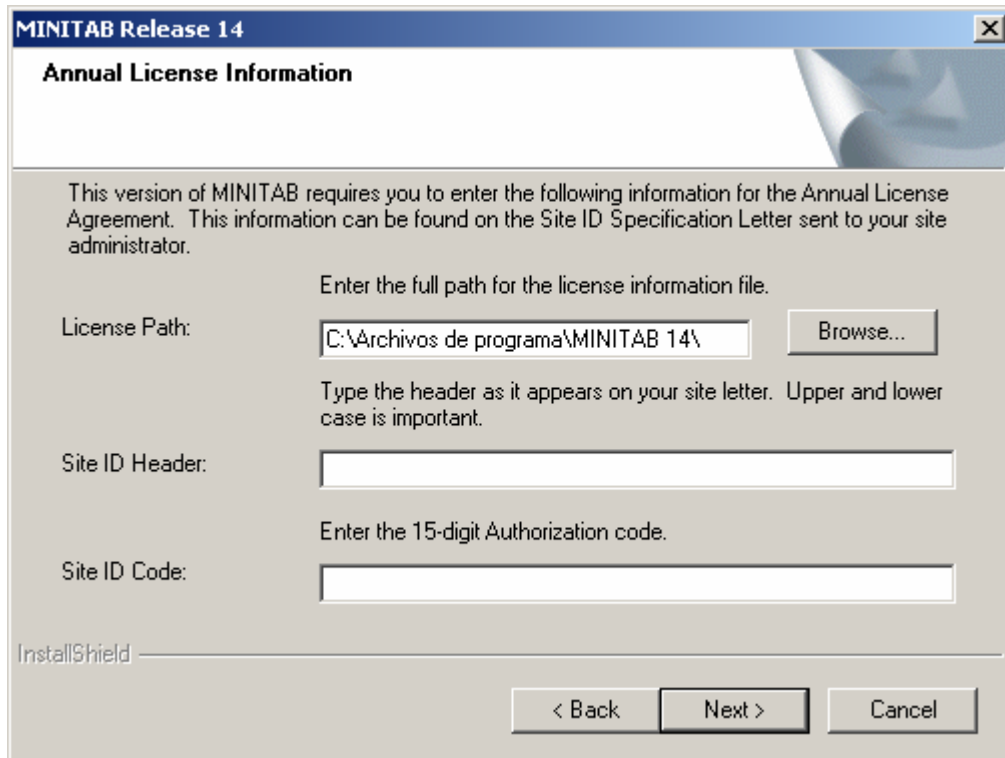 MINITAB Release 14
Annual License Information
This version of MINITAB requires you to enter the following information for the Annual License
Agreement.  This information can be found on the Site ID Specification Letter sent to your site
administrator.
Enter the full path for the license information file.
License Path:
C:\Archivos de programa\MINITAB 14\
Browse...
Type the header as it appears on your site letter.  Upper and lower
case is important.
Site ID Header:
Enter the 15-digit Authorization code.
Site ID Code:
InstallShield
< Back
Next >
Cancel